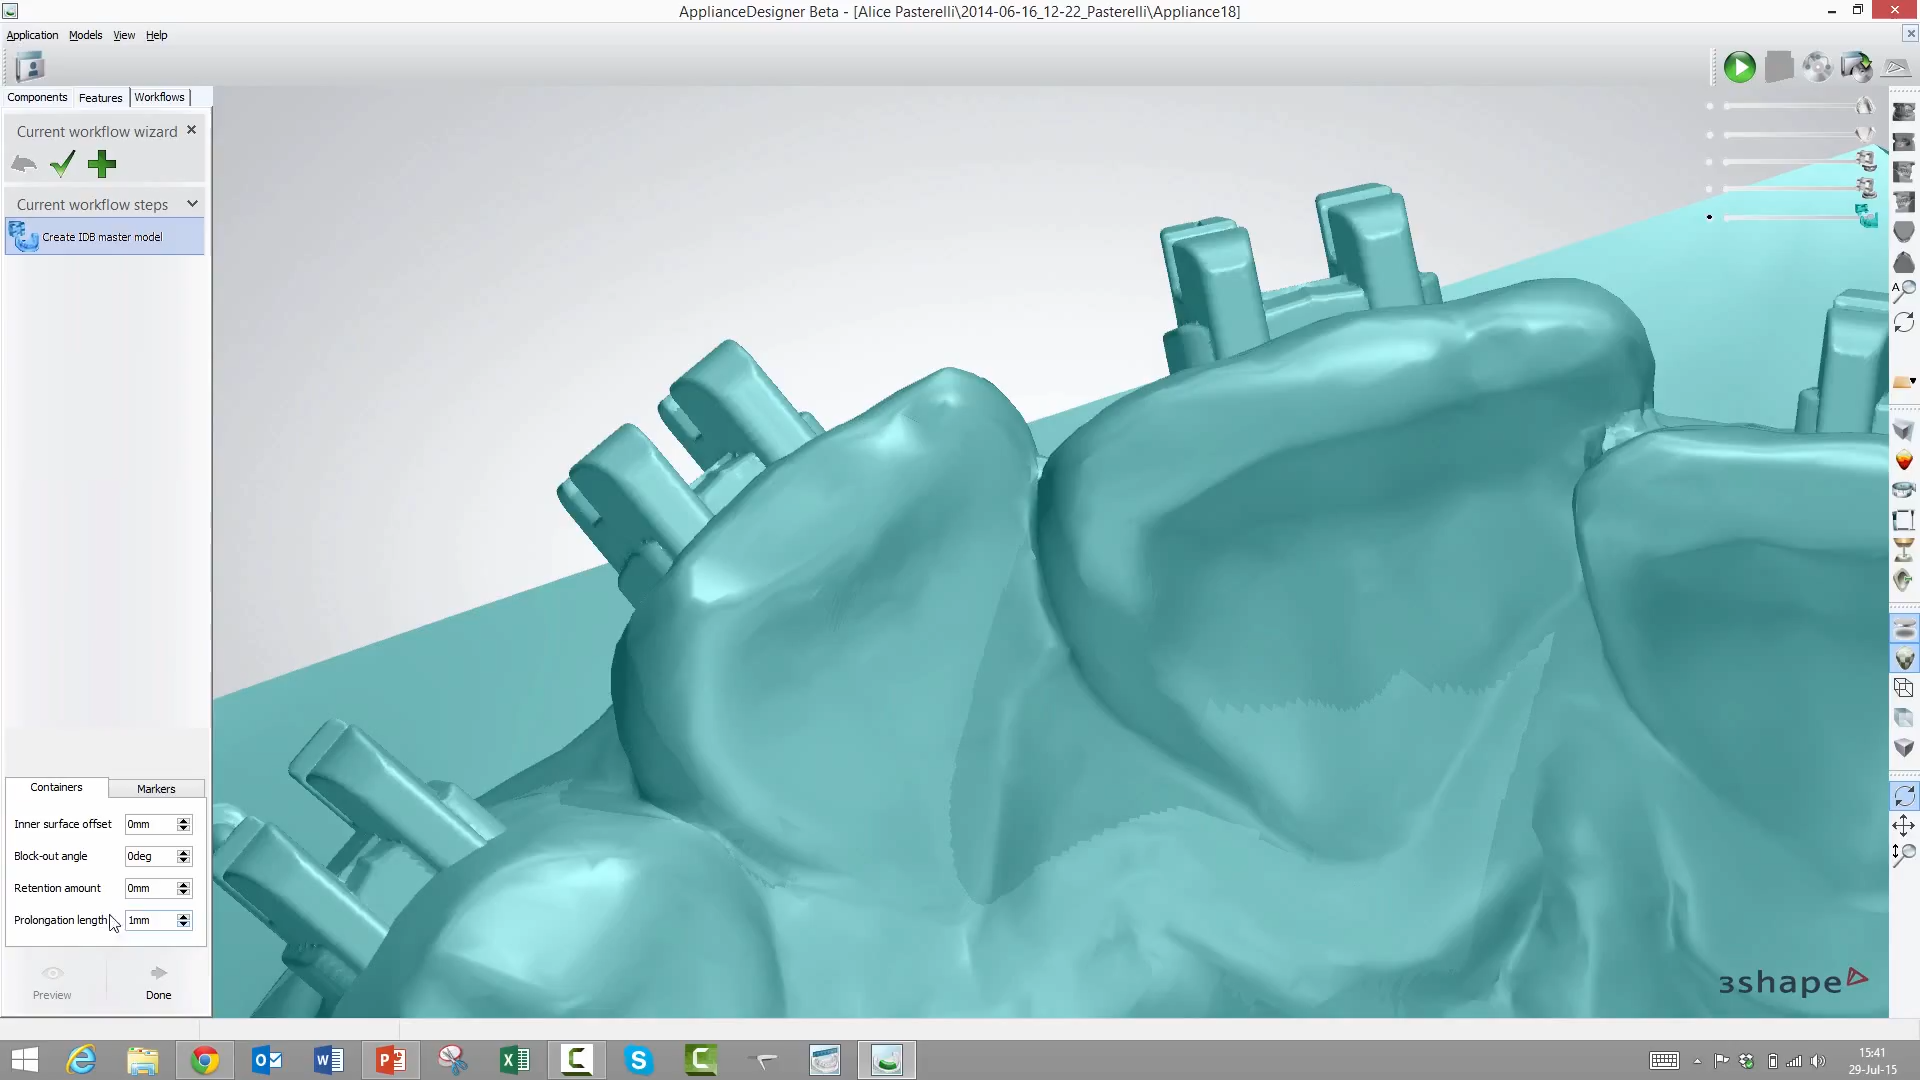 ApplianceDesigner Beta - [Alice Pasterelli\2014-06-16_12-22_Pasterelli\Appliance18]
Application Models View Help
Components Features Workflows
Current workflow wizard
Current workflow steps
Create IDB master model
Containers Markers
Inner surface offset 0mm
Block-out angle 0deg
Retention amount 0mm
Prolongation length 1mm
Preview Done
3shape
15:41
29-Jul-15